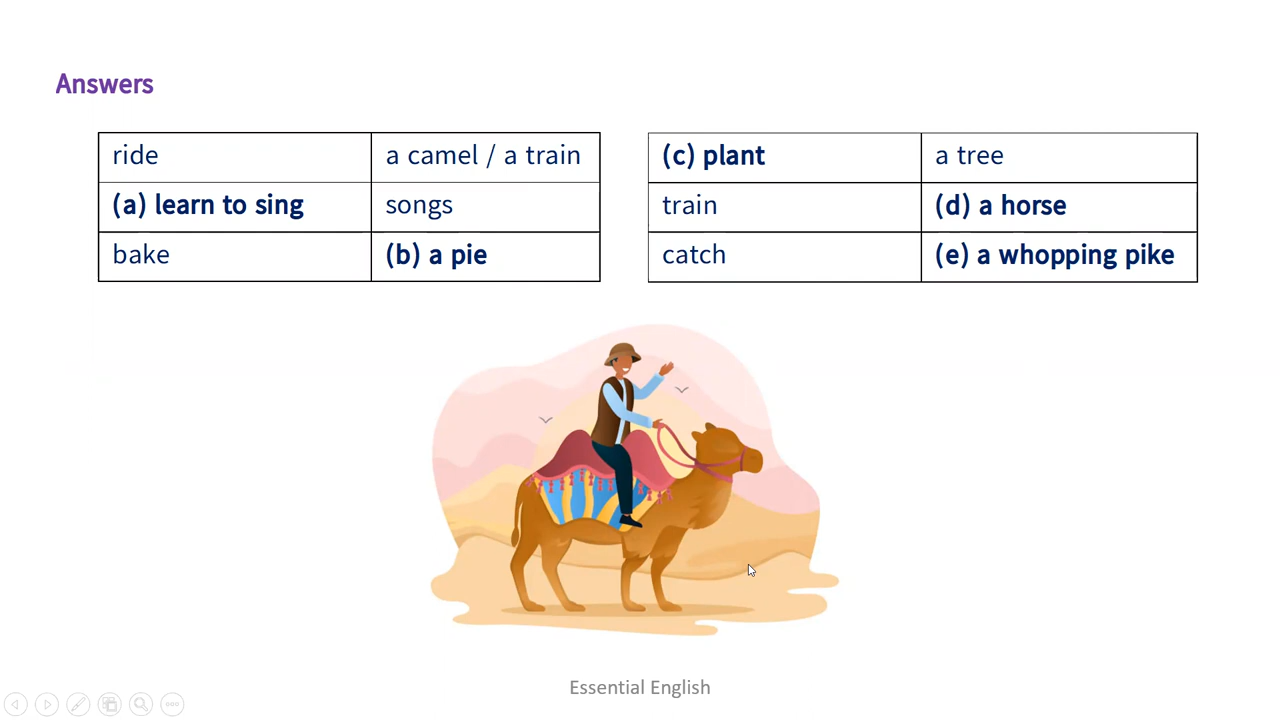 Answers
ride a camel / a train
(a) learn to sing songs
bake (b) a pie
(c) plant a tree
train (d) a horse
catch (e) a whopping pike
Essential English